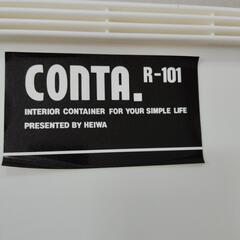 CONTA. R-101
INTERIOR CONTAINER FOR YOUR SIMPLE LIFE
PRESENTED BY HEIWA